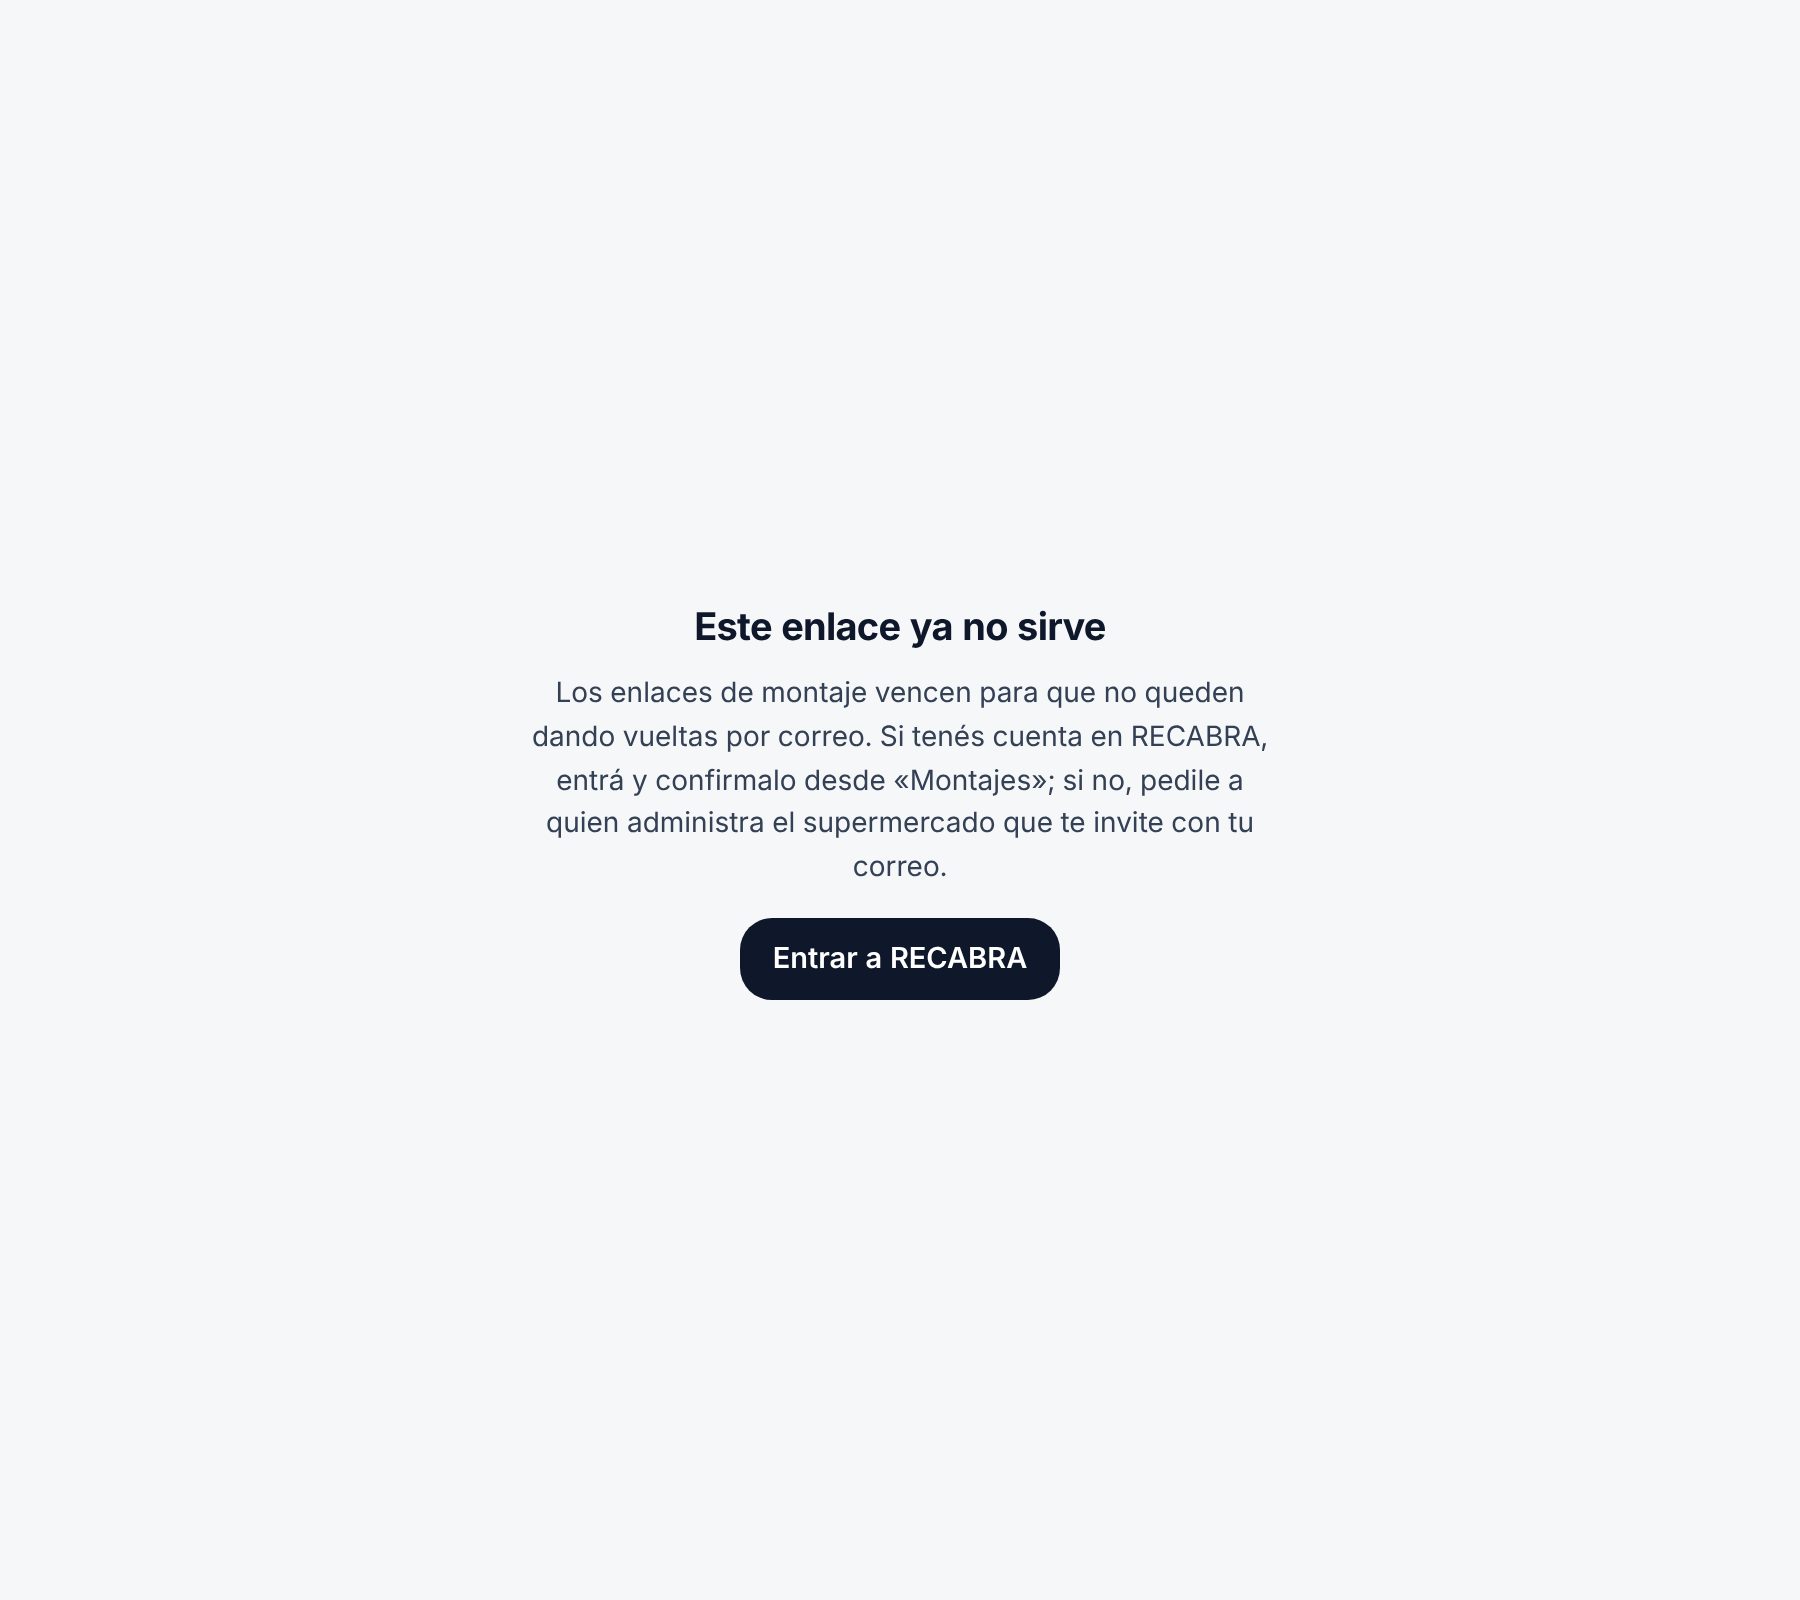 Este enlace ya no sirve
Los enlaces de montaje vencen para que no queden
dando vueltas por correo. Si tenés cuenta en RECABRA,
entrá y confirmalo desde «Montajes»; si no, pedile a
quien administra el supermercado que te invite con tu
correo.
Entrar a RECABRA